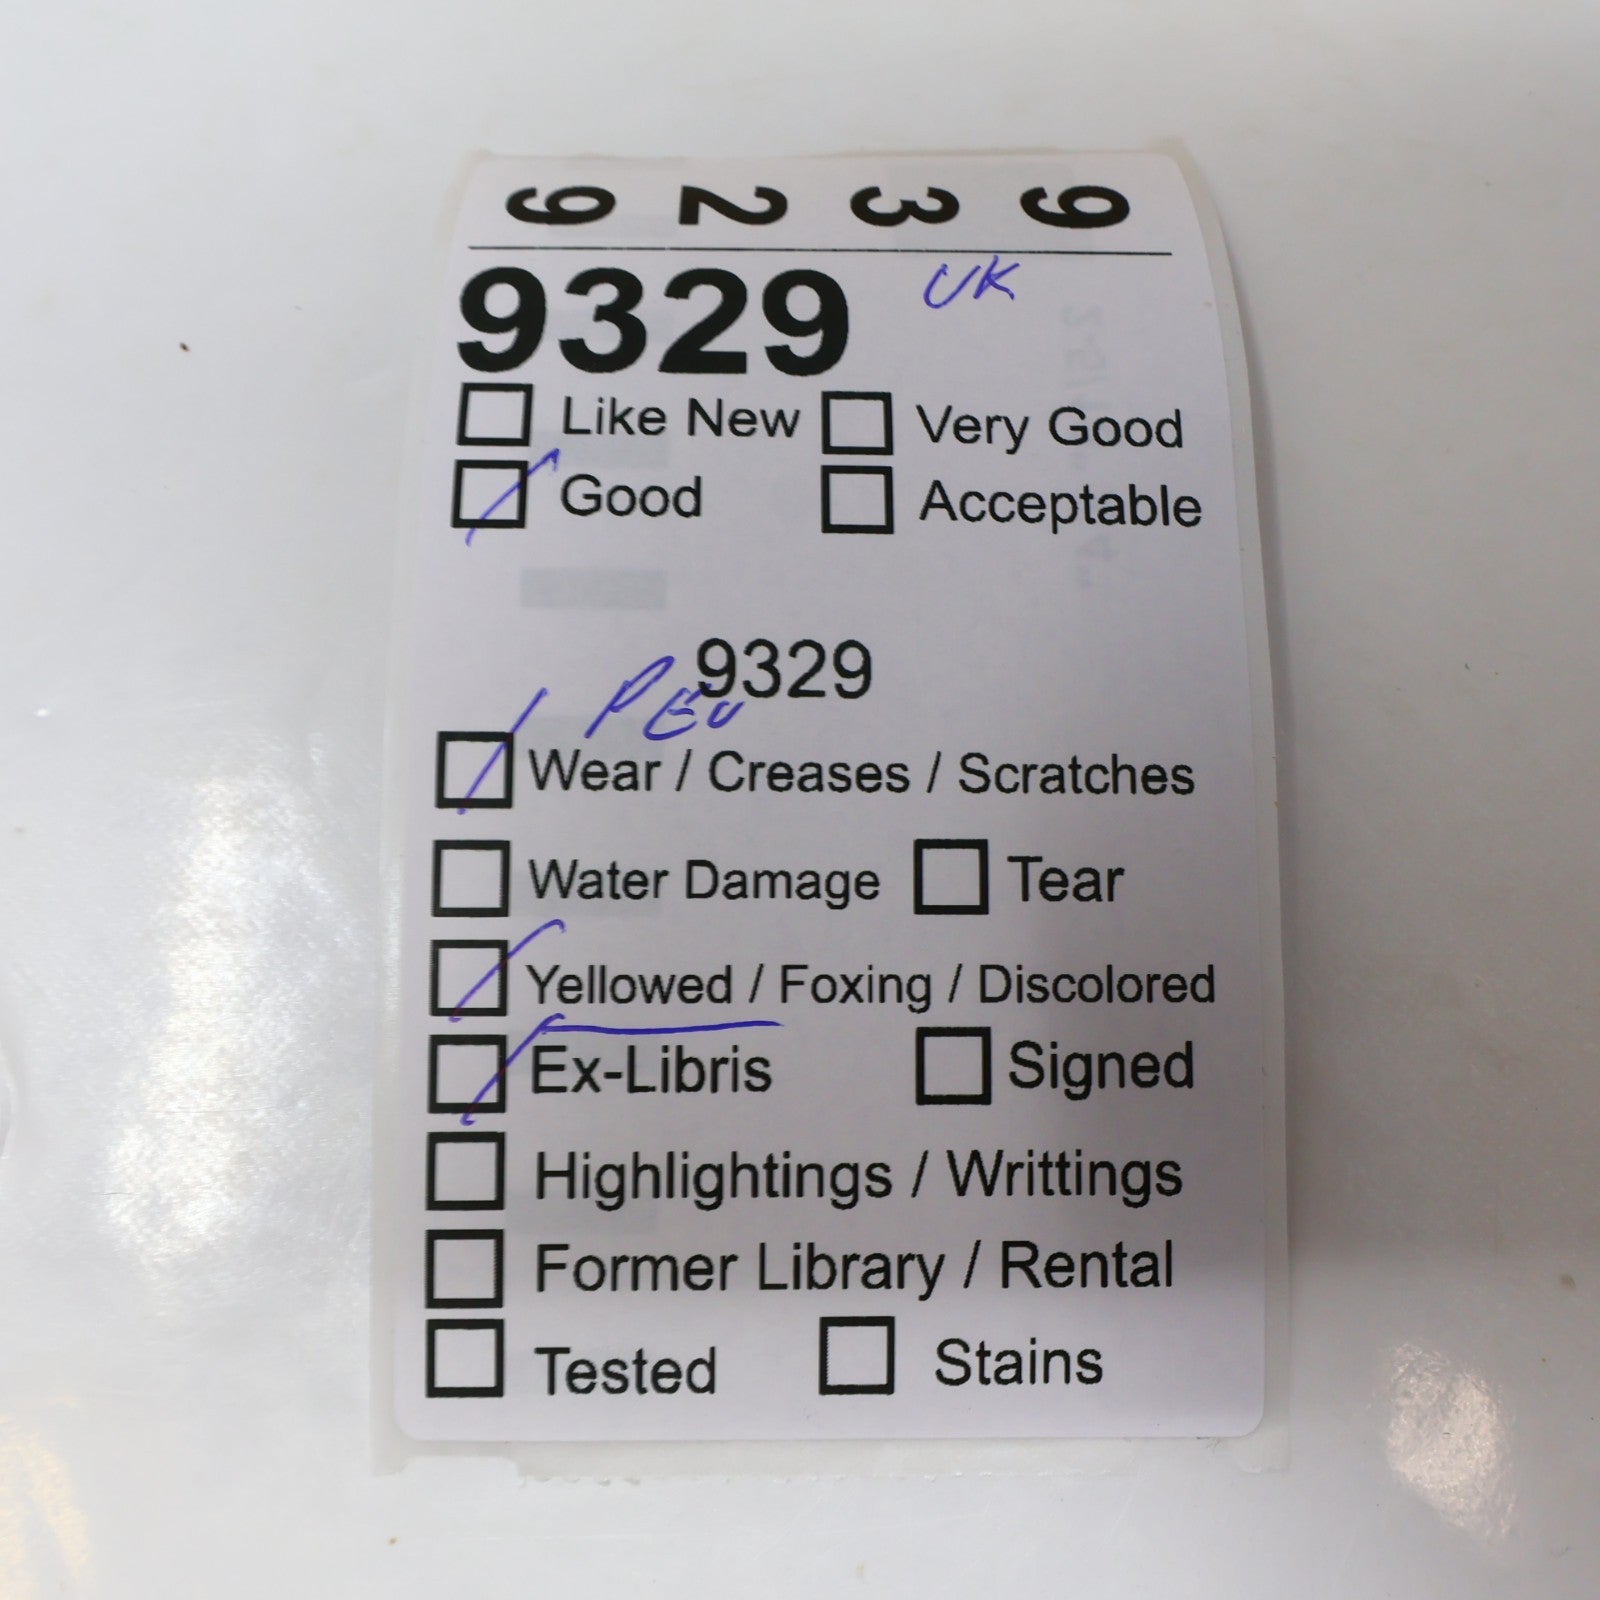 9 2 3 9
9329 UK
Like New Very Good
Good Acceptable
9329
Wear / Creases / Scratches
Water Damage Tear
Yellowed / Foxing / Discolored
Ex-Libris Signed
Highlightings / Writtings
Former Library / Rental
Tested Stains